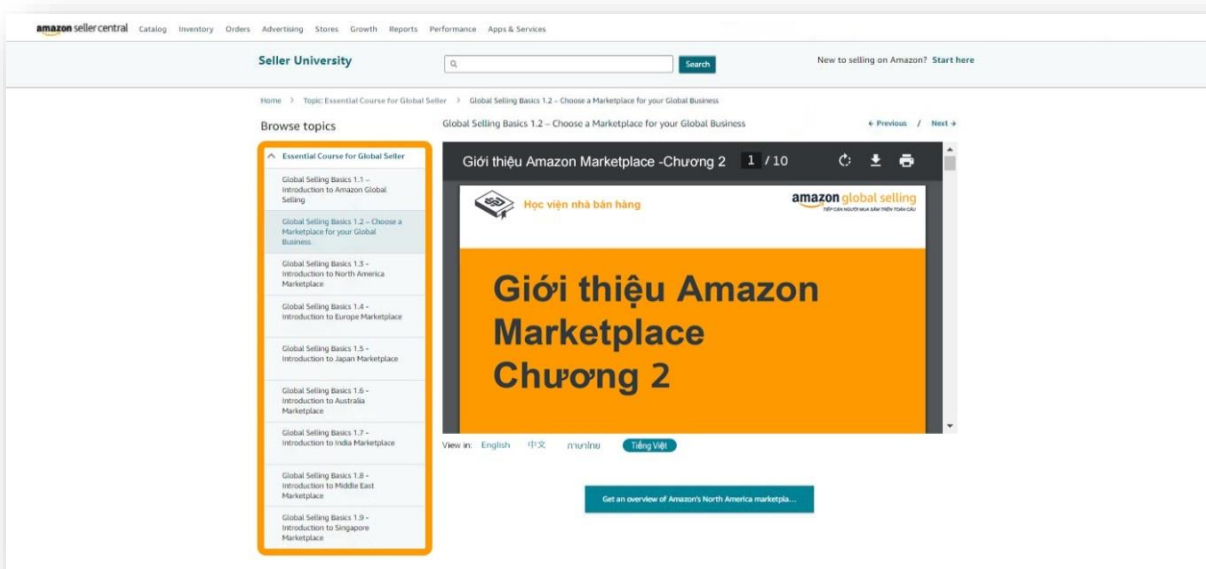 amazon seller central Catalog Inventory Orders Advertising Stores Growth Reports Performance Apps & Services
Seller University
Search
New to selling on Amazon? Start here
Home > Topic: Essential Course for Global Seller > Global Selling Basics 1.2 – Choose a Marketplace for your Global Business
Browse topics
Essential Course for Global Seller
Global Selling Basics 1.1 –
Introduction to Amazon Global
Selling
Global Selling Basics 1.2 – Choose a
Marketplace for your Global
Business
Global Selling Basics 1.3 -
Introduction to North America
Marketplace
Global Selling Basics 1.4 -
Introduction to Europe Marketplace
Global Selling Basics 1.5 -
Introduction to Japan Marketplace
Global Selling Basics 1.6 -
Introduction to Australia
Marketplace
Global Selling Basics 1.7 -
Introduction to India Marketplace
Global Selling Basics 1.8 -
Introduction to Middle East
Marketplace
Global Selling Basics 1.9 -
Introduction to Singapore
Marketplace
Global Selling Basics 1.2 – Choose a Marketplace for your Global Business
← Previous / Next →
Giới thiệu Amazon Marketplace -Chương 2 1 / 10
Học viện nhà bán hàng
amazon global selling
TIẾP CẬN NGƯỜI MUA SẮM TRÊN TOÀN CẦU
Giới thiệu Amazon
Marketplace
Chương 2
View in: English 中文 ภาษาไทย Tiếng Việt
Get an overview of Amazon's North America marketpla...